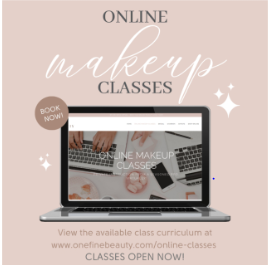 ONLINE
makeup
CLASSES
BOOK
NOW!
ONLINE MAKEUP
CLASSES
View the available class curriculum at
www.onefinebeauty.com/online-classes
CLASSES OPEN NOW!